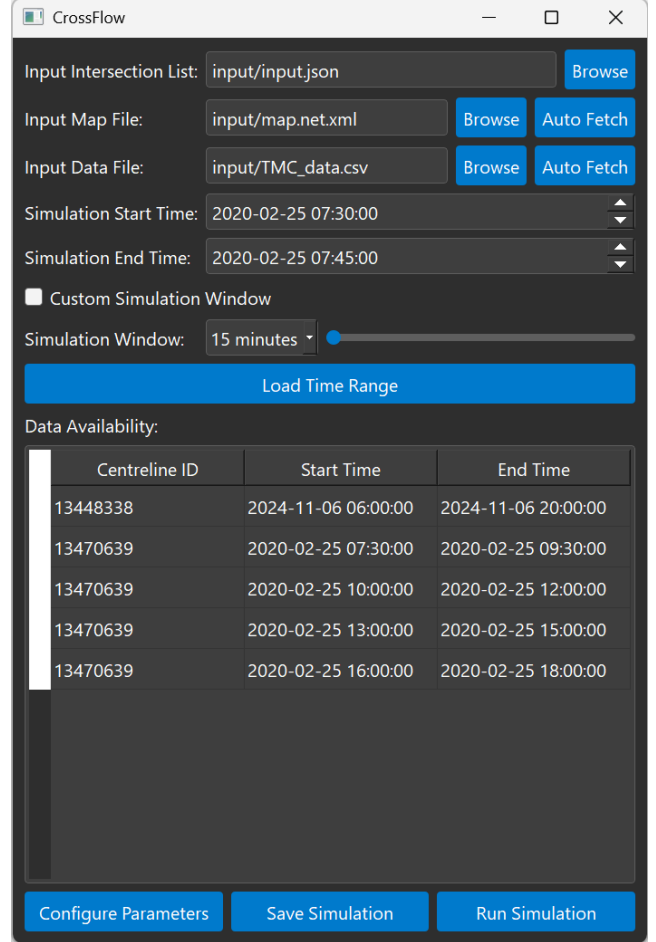 CrossFlow
Input Intersection List: input/input.json Browse
Input Map File: input/map.net.xml Browse Auto Fetch
Input Data File: input/TMC_data.csv Browse Auto Fetch
Simulation Start Time: 2020-02-25 07:30:00
Simulation End Time: 2020-02-25 07:45:00
Custom Simulation Window
Simulation Window: 15 minutes
Load Time Range
Data Availability:
Centreline ID Start Time End Time
13448338 2024-11-06 06:00:00 2024-11-06 20:00:00
13470639 2020-02-25 07:30:00 2020-02-25 09:30:00
13470639 2020-02-25 10:00:00 2020-02-25 12:00:00
13470639 2020-02-25 13:00:00 2020-02-25 15:00:00
13470639 2020-02-25 16:00:00 2020-02-25 18:00:00
Configure Parameters Save Simulation Run Simulation